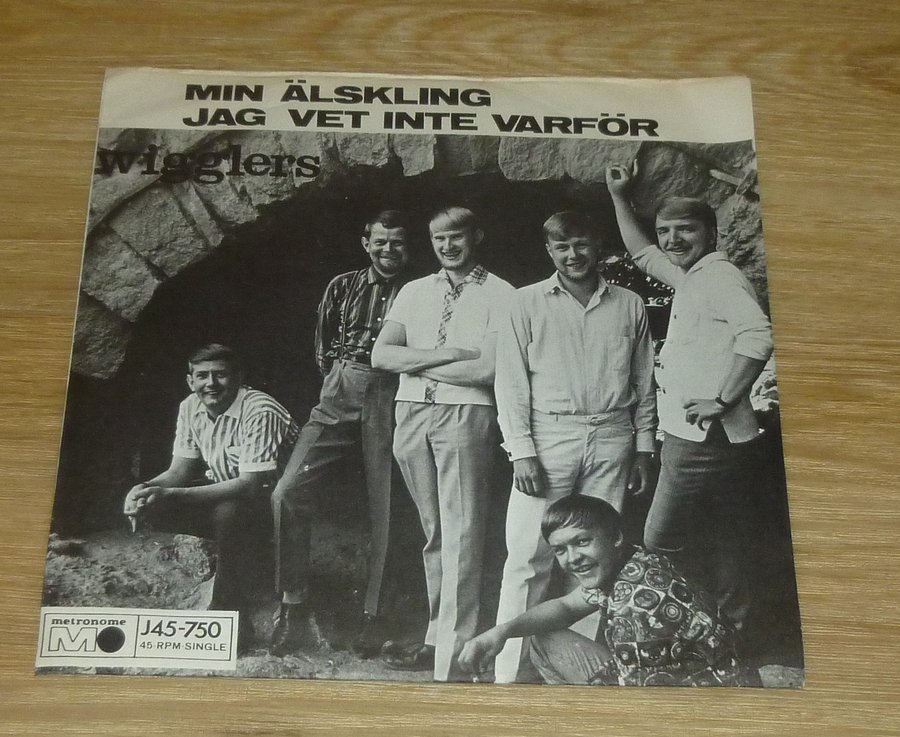 MIN ÄLSKLING
JAG VET INTE VARFÖR
wigglers
metronome
J45-750
45-RPM-SINGLE